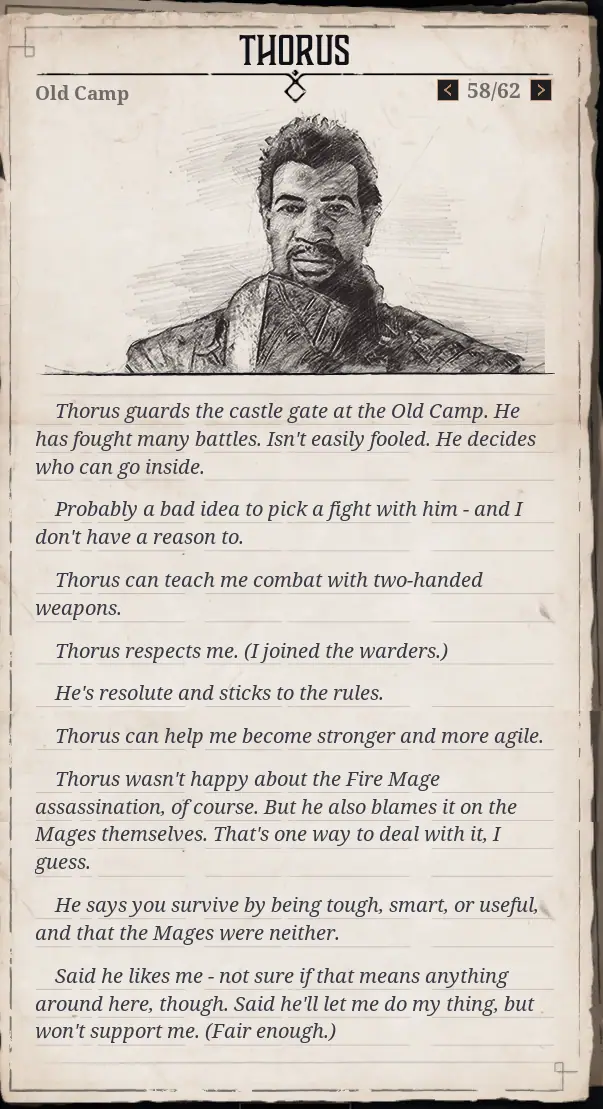 THORUS
Old Camp
58/62
Thorus guards the castle gate at the Old Camp. He
has fought many battles. Isn't easily fooled. He decides
who can go inside.
Probably a bad idea to pick a fight with him - and I
don't have a reason to.
Thorus can teach me combat with two-handed
weapons.
Thorus respects me. (I joined the warders.)
He's resolute and sticks to the rules.
Thorus can help me become stronger and more agile.
Thorus wasn't happy about the Fire Mage
assassination, of course. But he also blames it on the
Mages themselves. That's one way to deal with it, I
guess.
He says you survive by being tough, smart, or useful,
and that the Mages were neither.
Said he likes me - not sure if that means anything
around here, though. Said he'll let me do my thing, but
won't support me. (Fair enough.)